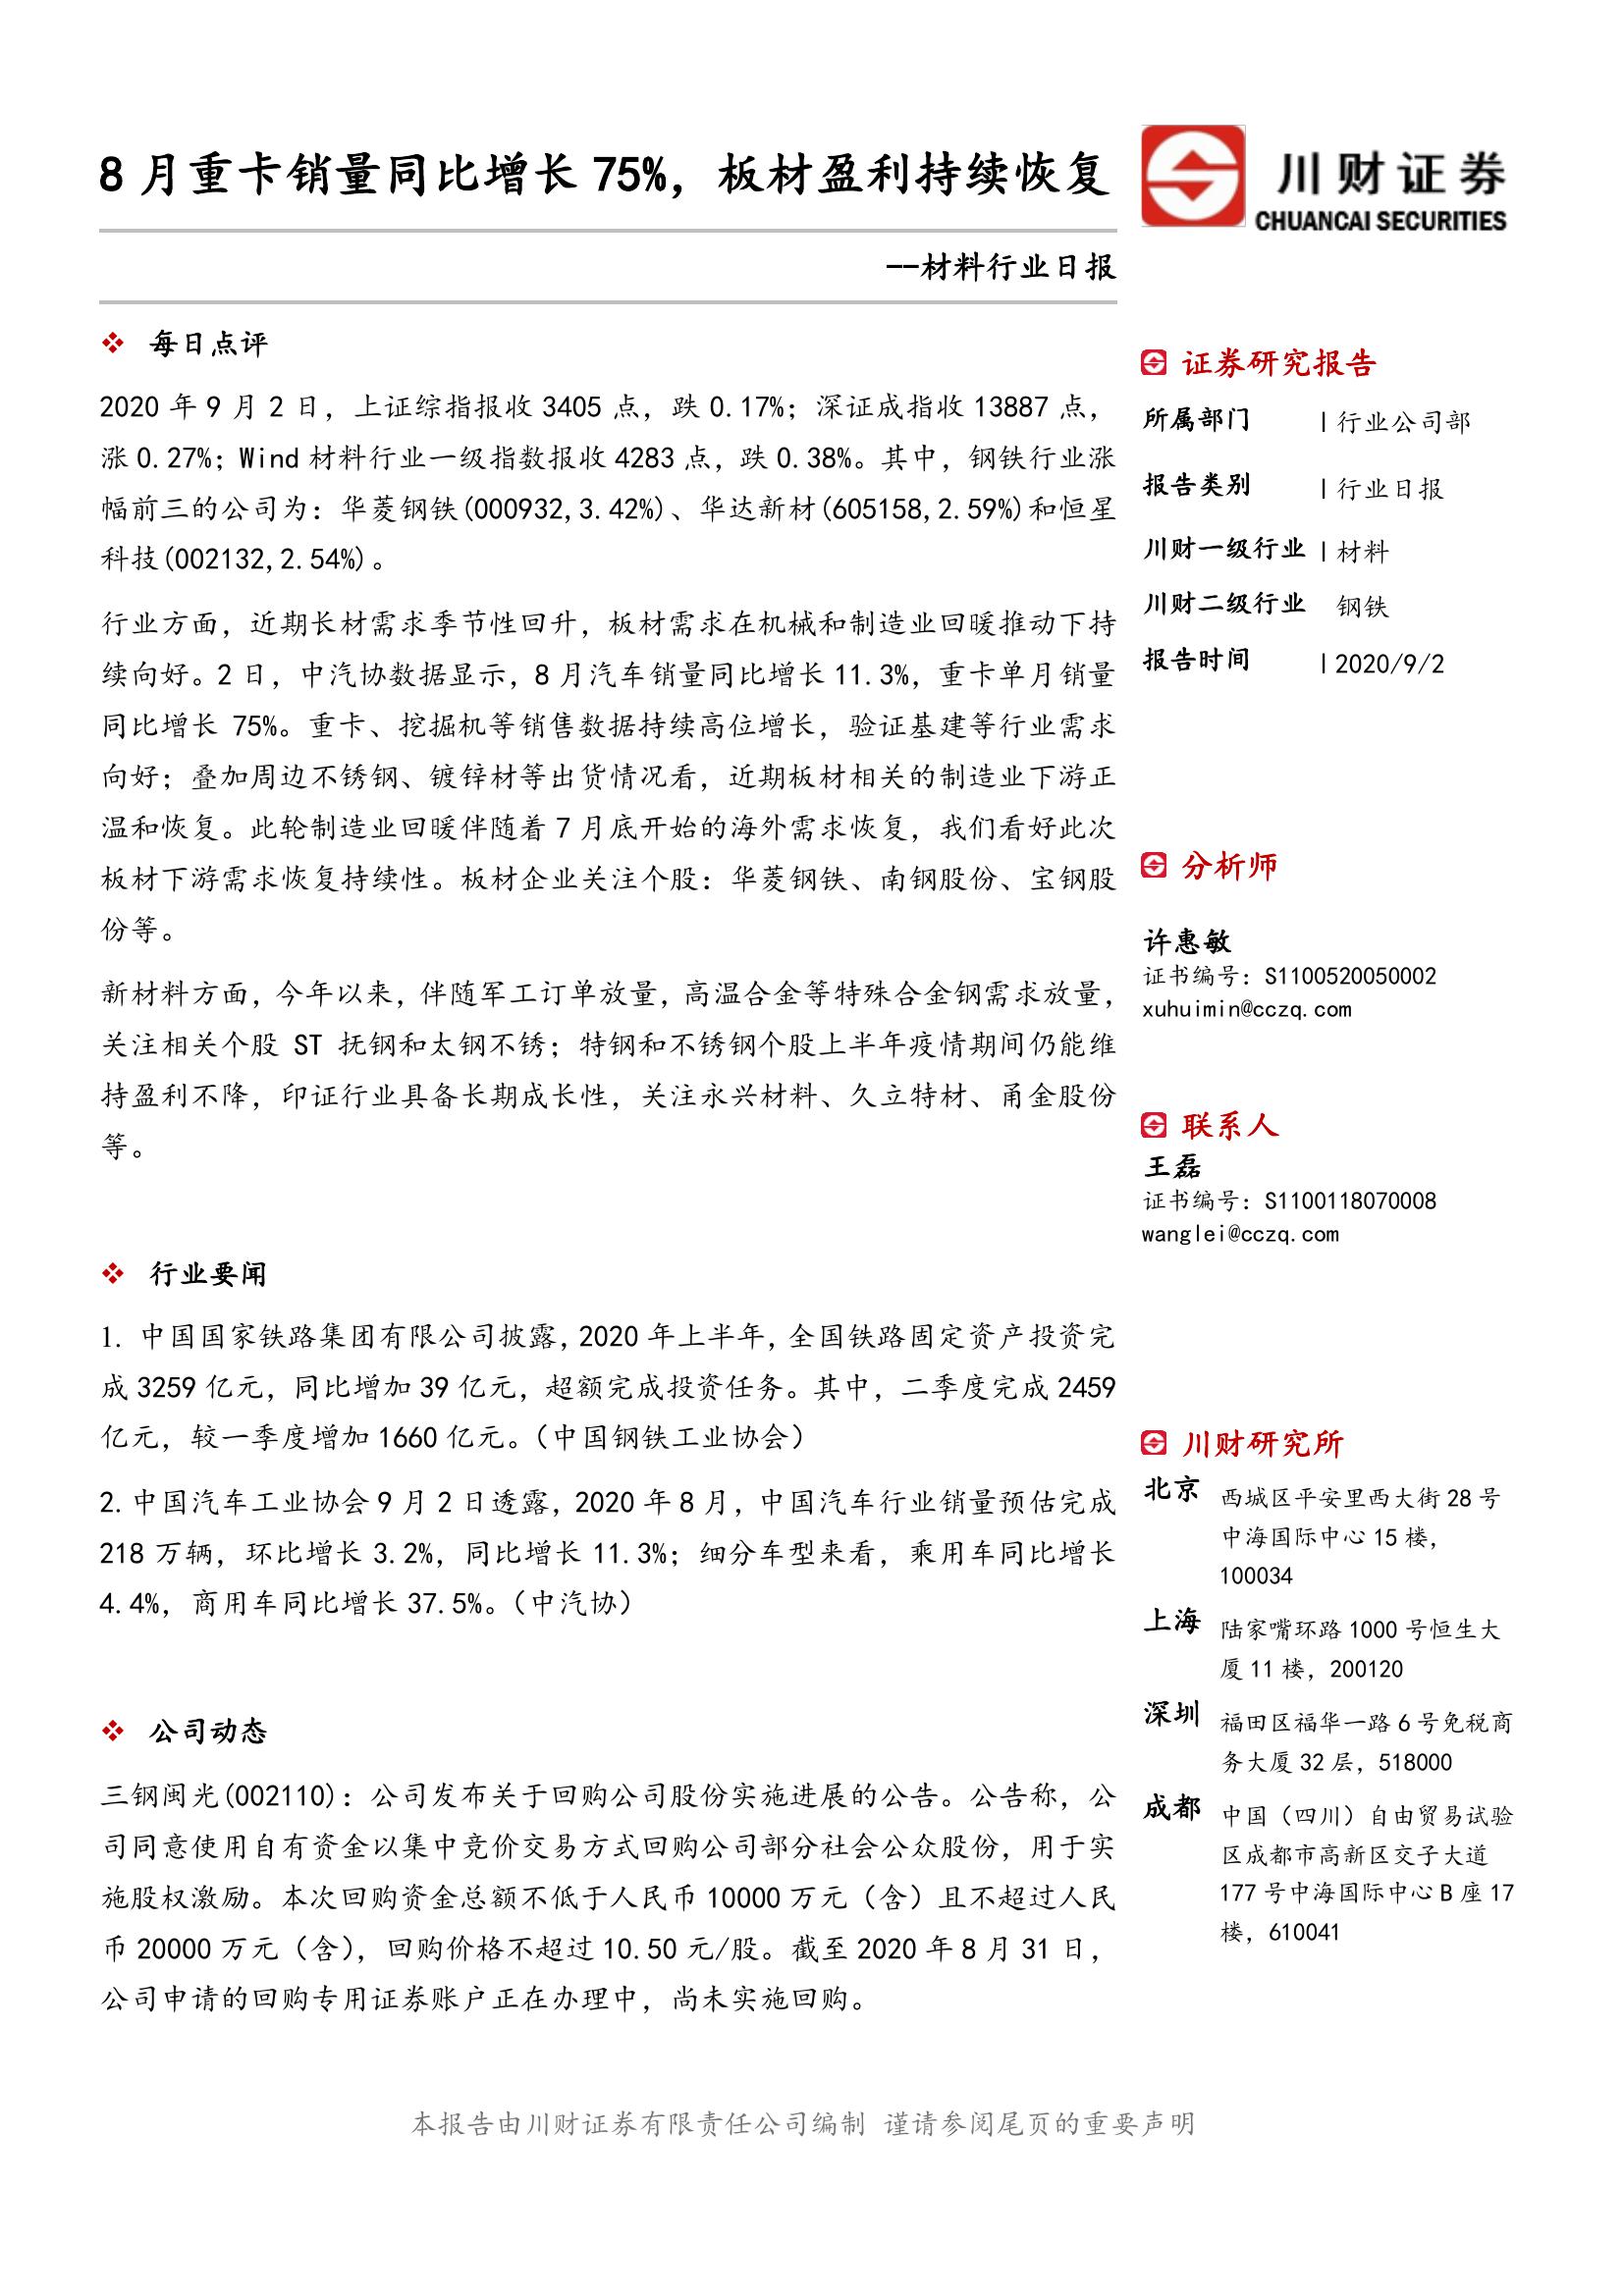 8 月重卡销量同比增长 75%，板材盈利持续恢复
川财证券
CHUANCAI SECURITIES
--材料行业日报
❖ 每日点评
2020 年 9 月 2 日，上证综指报收 3405 点，跌 0.17%；深证成指收 13887 点，
涨 0.27%；Wind 材料行业一级指数报收 4283 点，跌 0.38%。其中，钢铁行业涨
幅前三的公司为：华菱钢铁(000932,3.42%)、华达新材(605158,2.59%)和恒星
科技(002132,2.54%)。
行业方面，近期长材需求季节性回升，板材需求在机械和制造业回暖推动下持
续向好。2 日，中汽协数据显示，8 月汽车销量同比增长 11.3%，重卡单月销量
同比增长 75%。重卡、挖掘机等销售数据持续高位增长，验证基建等行业需求
向好；叠加周边不锈钢、镀锌材等出货情况看，近期板材相关的制造业下游正
温和恢复。此轮制造业回暖伴随着 7 月底开始的海外需求恢复，我们看好此次
板材下游需求恢复持续性。板材企业关注个股：华菱钢铁、南钢股份、宝钢股
份等。
新材料方面，今年以来，伴随军工订单放量，高温合金等特殊合金钢需求放量，
关注相关个股 ST 抚钢和太钢不锈；特钢和不锈钢个股上半年疫情期间仍能维
持盈利不降，印证行业具备长期成长性，关注永兴材料、久立特材、甬金股份
等。
❖ 行业要闻
1. 中国国家铁路集团有限公司披露，2020 年上半年，全国铁路固定资产投资完
成 3259 亿元，同比增加 39 亿元，超额完成投资任务。其中，二季度完成 2459
亿元，较一季度增加 1660 亿元。（中国钢铁工业协会）
2. 中国汽车工业协会 9 月 2 日透露，2020 年 8 月，中国汽车行业销量预估完成
218 万辆，环比增长 3.2%，同比增长 11.3%；细分车型来看，乘用车同比增长
4.4%，商用车同比增长 37.5%。（中汽协）
❖ 公司动态
三钢闽光(002110)：公司发布关于回购公司股份实施进展的公告。公告称，公
司同意使用自有资金以集中竞价交易方式回购公司部分社会公众股份，用于实
施股权激励。本次回购资金总额不低于人民币 10000 万元（含）且不超过人民
币 20000 万元（含），回购价格不超过 10.50 元/股。截至 2020 年 8 月 31 日，
公司申请的回购专用证券账户正在办理中，尚未实施回购。
证券研究报告
所属部门 | 行业公司部
报告类别 | 行业日报
川财一级行业 | 材料
川财二级行业 钢铁
报告时间 | 2020/9/2
分析师
许惠敏
证书编号：S1100520050002
xuhuimin@cczq.com
联系人
王磊
证书编号：S1100118070008
wanglei@cczq.com
川财研究所
北京 西城区平安里西大街 28 号
中海国际中心 15 楼，
100034
上海 陆家嘴环路 1000 号恒生大
厦 11 楼，200120
深圳 福田区福华一路 6 号免税商
务大厦 32 层，518000
成都 中国（四川）自由贸易试验
区成都市高新区交子大道
177 号中海国际中心 B 座 17
楼，610041
本报告由川财证券有限责任公司编制 谨请参阅尾页的重要声明